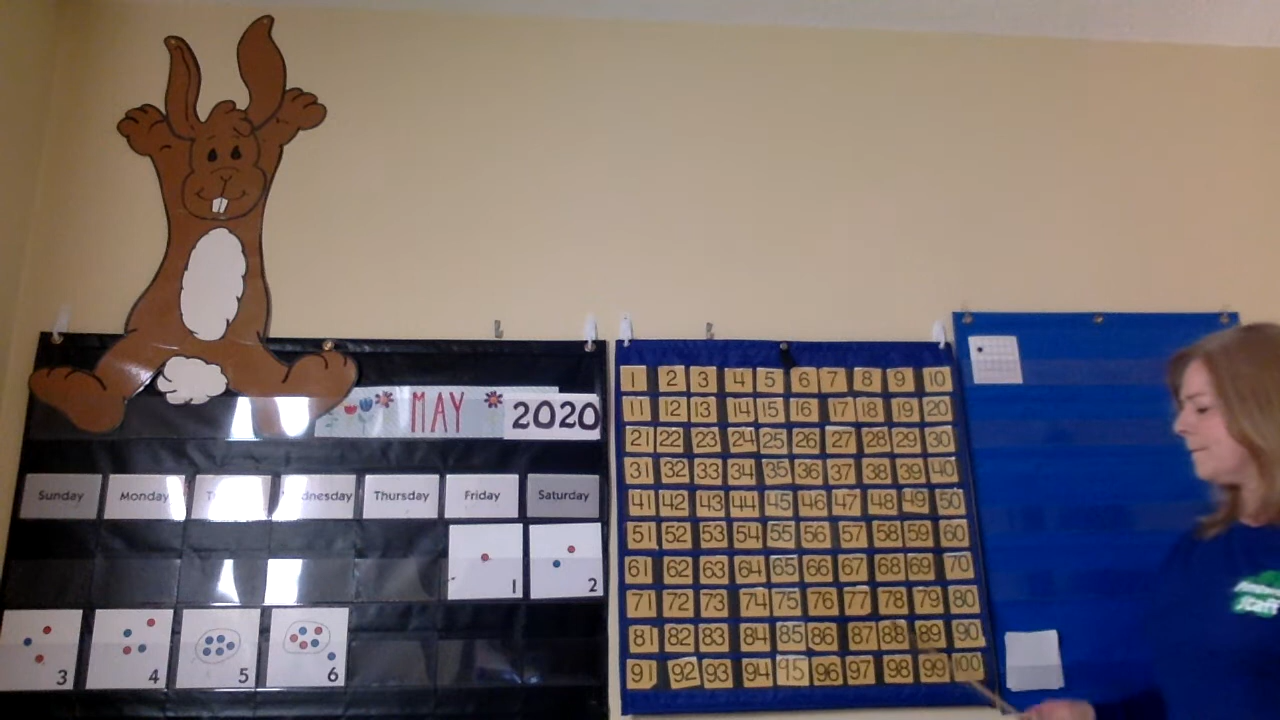 MAY 2020
Sunday Monday Thursday Friday Saturday
1 2
3 4 5 6
1 2 3 4 5 6 7 8 9 10
11 12 13 14 15 16 17 18 19 20
21 22 23 24 25 26 27 28 29 30
31 32 33 34 35 36 37 38 39 40
41 42 43 44 45 46 47 48 49 50
51 52 53 54 55 56 57 58 59 60
61 62 63 64 65 66 67 68 69 70
71 72 73 74 75 76 77 78 79 80
81 82 83 84 85 86 87 88 89 90
91 92 93 94 95 96 97 98 99 100